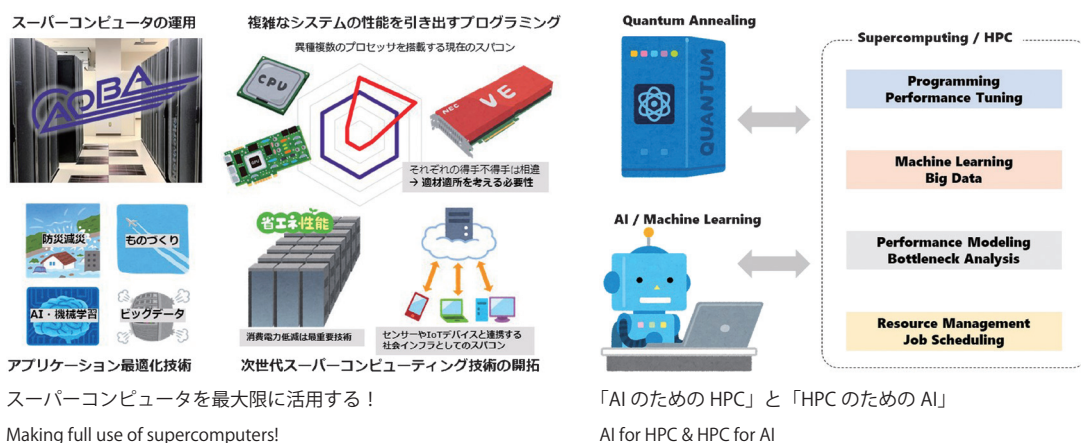 スーパーコンピュータの運用
AOBA
複雑なシステムの性能を引き出すプログラミング
異種複数のプロセッサを搭載する現在のスパコン
CPU
NEC
VE
それぞれの得手不得手は相違
→ 適材適所を考える必要性
防災減災
ものづくり
AI・機械学習
ビッグデータ
アプリケーション最適化技術
省エネ性能
消費電力低減は最重要技術
センサーやIoTデバイスと連携する
社会インフラとしてのスパコン
次世代スーパーコンピューティング技術の開拓
スーパーコンピュータを最大限に活用する!
Making full use of supercomputers!
Quantum Annealing
QUANTUM
AI / Machine Learning
Supercomputing / HPC
Programming
Performance Tuning
Machine Learning
Big Data
Performance Modeling
Bottleneck Analysis
Resource Management
Job Scheduling
「AI のための HPC」と「HPC のための AI」
AI for HPC & HPC for AI